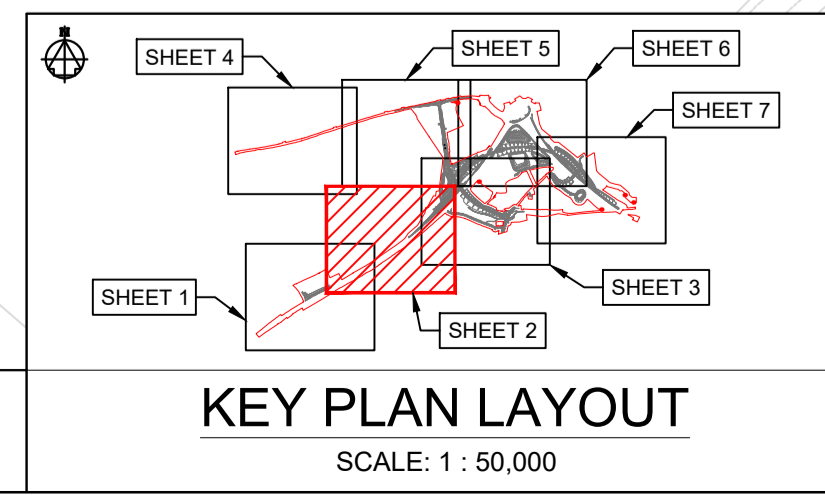 N
SHEET 4
SHEET 5
SHEET 6
SHEET 7
SHEET 1
SHEET 2
SHEET 3
KEY PLAN LAYOUT
SCALE: 1 : 50,000